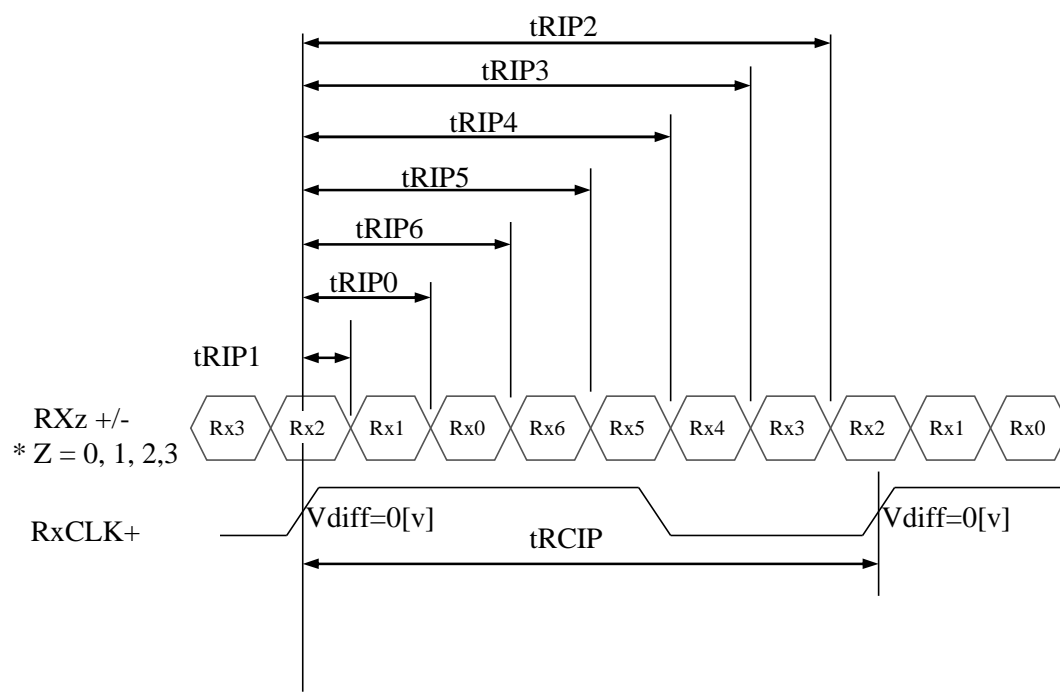 tRIP2
tRIP3
tRIP4
tRIP5
tRIP6
tRIP0
tRIP1
RXz +/-
* Z = 0, 1, 2,3
Rx3 Rx2 Rx1 Rx0 Rx6 Rx5 Rx4 Rx3 Rx2 Rx1 Rx0
RxCLK+
Vdiff=0[v] Vdiff=0[v]
tRCIP